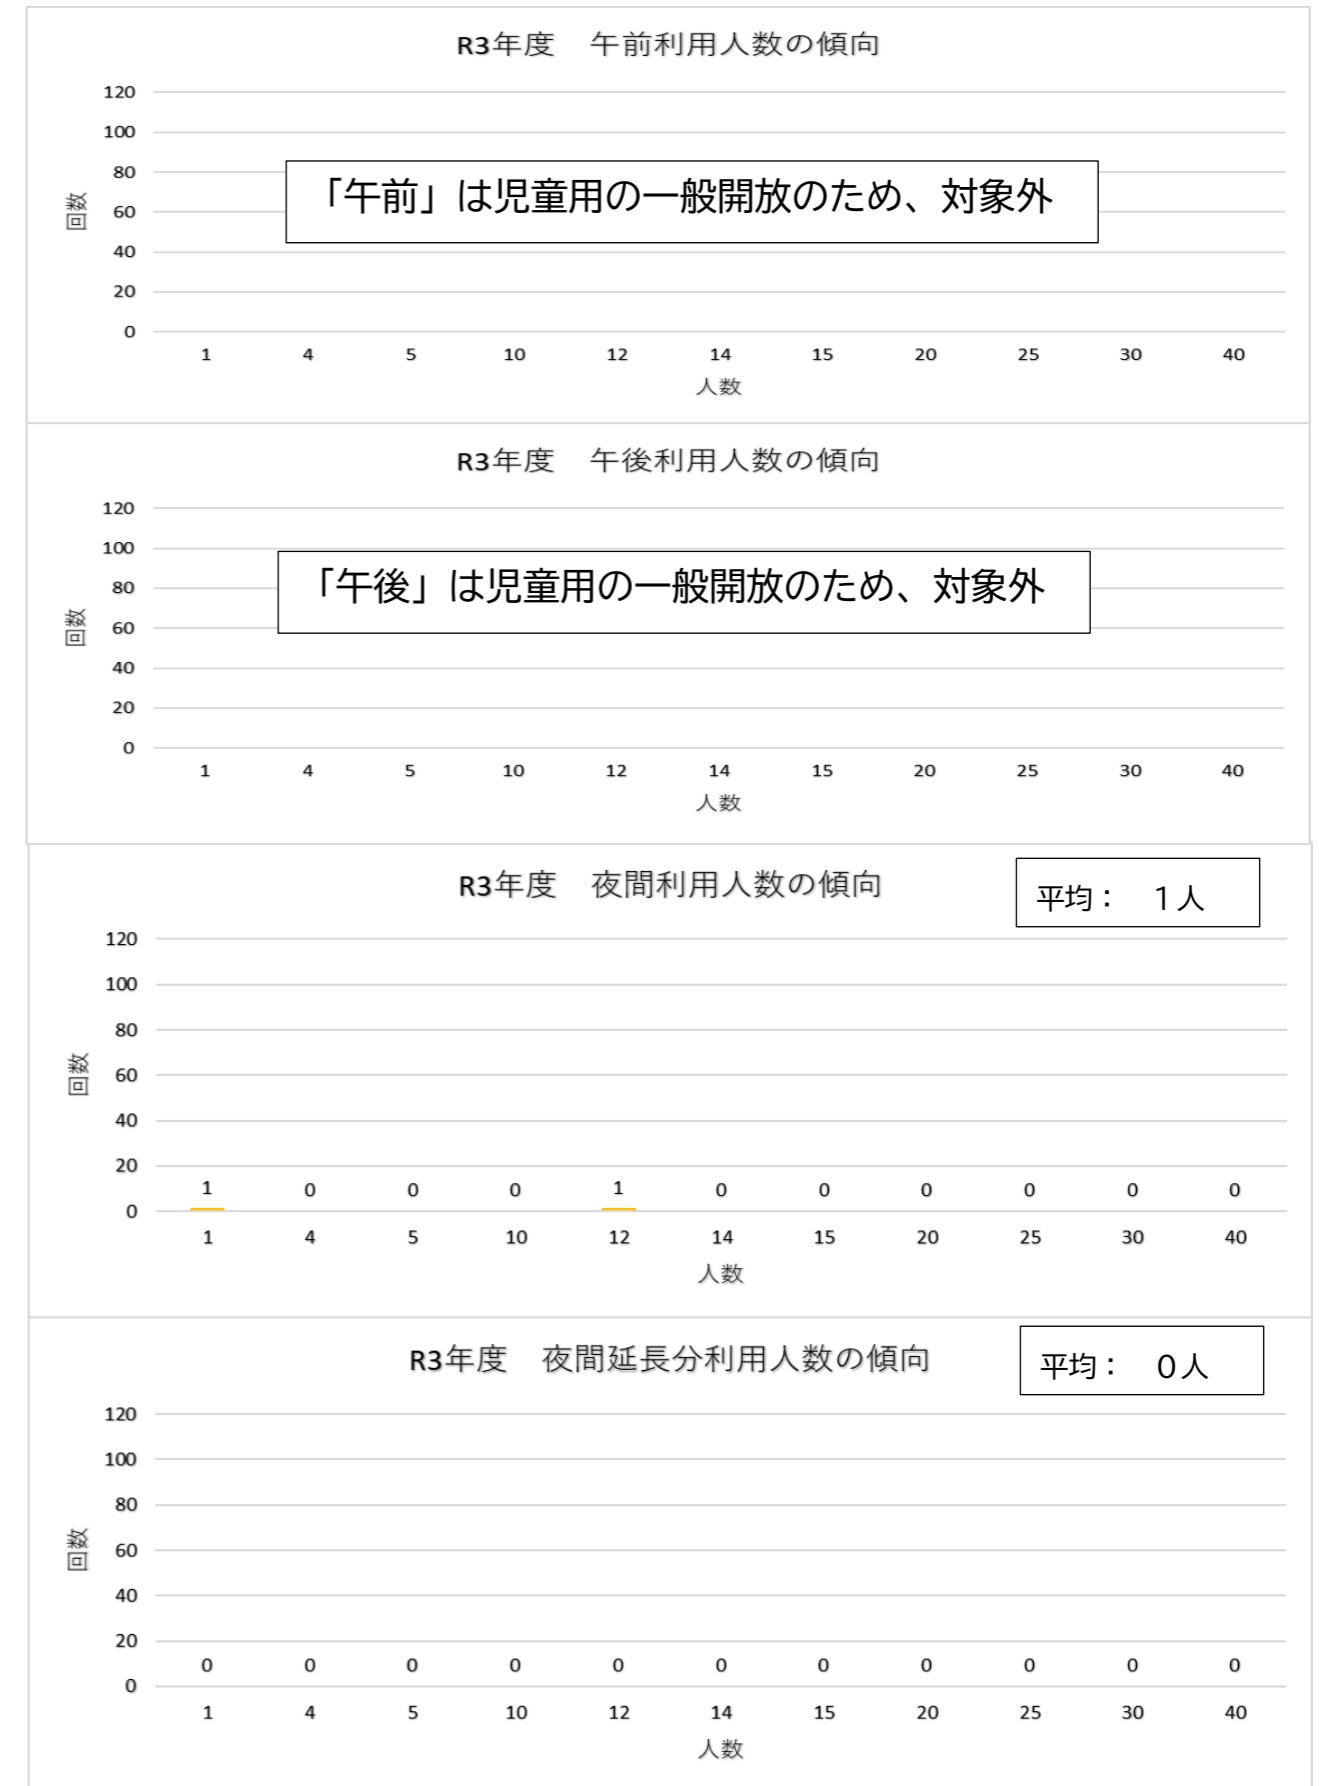 R3年度　午前利用人数の傾向
120
100
80
60
40
20
0
回数
「午前」は児童用の一般開放のため、対象外
1 4 5 10 12 14 15 20 25 30 40
人数
R3年度　午後利用人数の傾向
120
100
80
60
40
20
0
回数
「午後」は児童用の一般開放のため、対象外
1 4 5 10 12 14 15 20 25 30 40
人数
R3年度　夜間利用人数の傾向
平均：　１人
120
100
80
60
40
20
0
回数
1 0 0 0 1 0 0 0 0 0 0
1 4 5 10 12 14 15 20 25 30 40
人数
R3年度　夜間延長分利用人数の傾向
平均：　０人
120
100
80
60
40
20
0
回数
0 0 0 0 0 0 0 0 0 0 0
1 4 5 10 12 14 15 20 25 30 40
人数